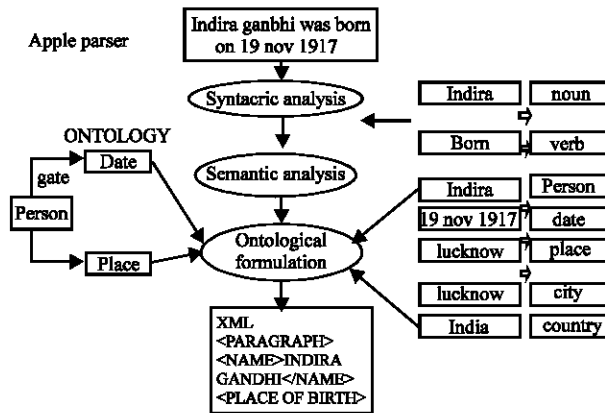 Apple parser
Indira ganbhi was born
on 19 nov 1917
Syntacric analysis
Indira noun
Born verb
ONTOLOGY
Date
gate
Person
Place
Semantic analysis
Indira Person
19 nov 1917 date
lucknow place
lucknow city
India country
Ontological
formulation
XML
<PARAGRAPH>
<NAME>INDIRA
GANDHI</NAME>
<PLACE OF BIRTH>